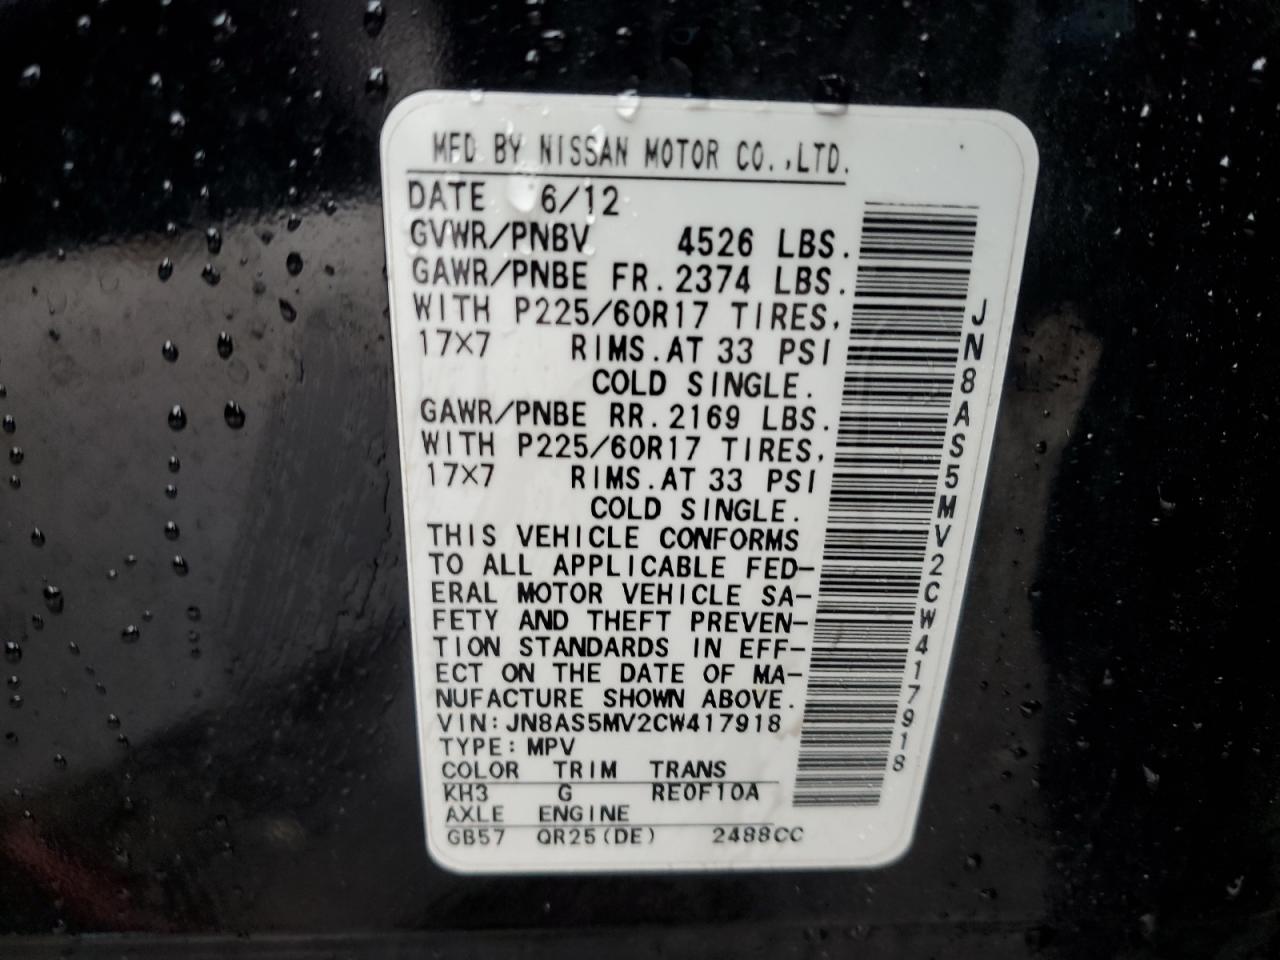 MFD BY NISSAN MOTOR CO.,LTD.
DATE 6/12
GVWR/PNBV 4526 LBS.
GAWR/PNBE FR.2374 LBS.
WITH P225/60R17 TIRES,
17×7 RIMS.AT 33 PSI
COLD SINGLE.
GAWR/PNBE RR.2169 LBS.
WITH P225/60R17 TIRES,
17×7 RIMS.AT 33 PSI
COLD SINGLE.
THIS VEHICLE CONFORMS
TO ALL APPLICABLE FED-
ERAL MOTOR VEHICLE SA-
FETY AND THEFT PREVEN-
TION STANDARDS IN EFF-
ECT ON THE DATE OF MA-
NUFACTURE SHOWN ABOVE.
VIN:JN8AS5MV2CW417918
TYPE:MPV
COLOR TRIM TRANS
KH3 G RE0F10A
AXLE ENGINE
GB57 QR25(DE) 2488CC
JN8AS5MV2CW417918